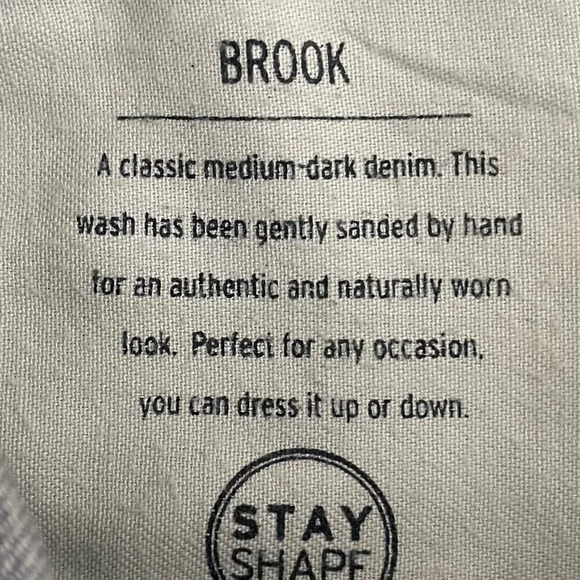 BROOK
A classic medium-dark denim. This
wash has been gently sanded by hand
for an authentic and naturally worn
look. Perfect for any occasion,
you can dress it up or down.
STAY
SHAPE